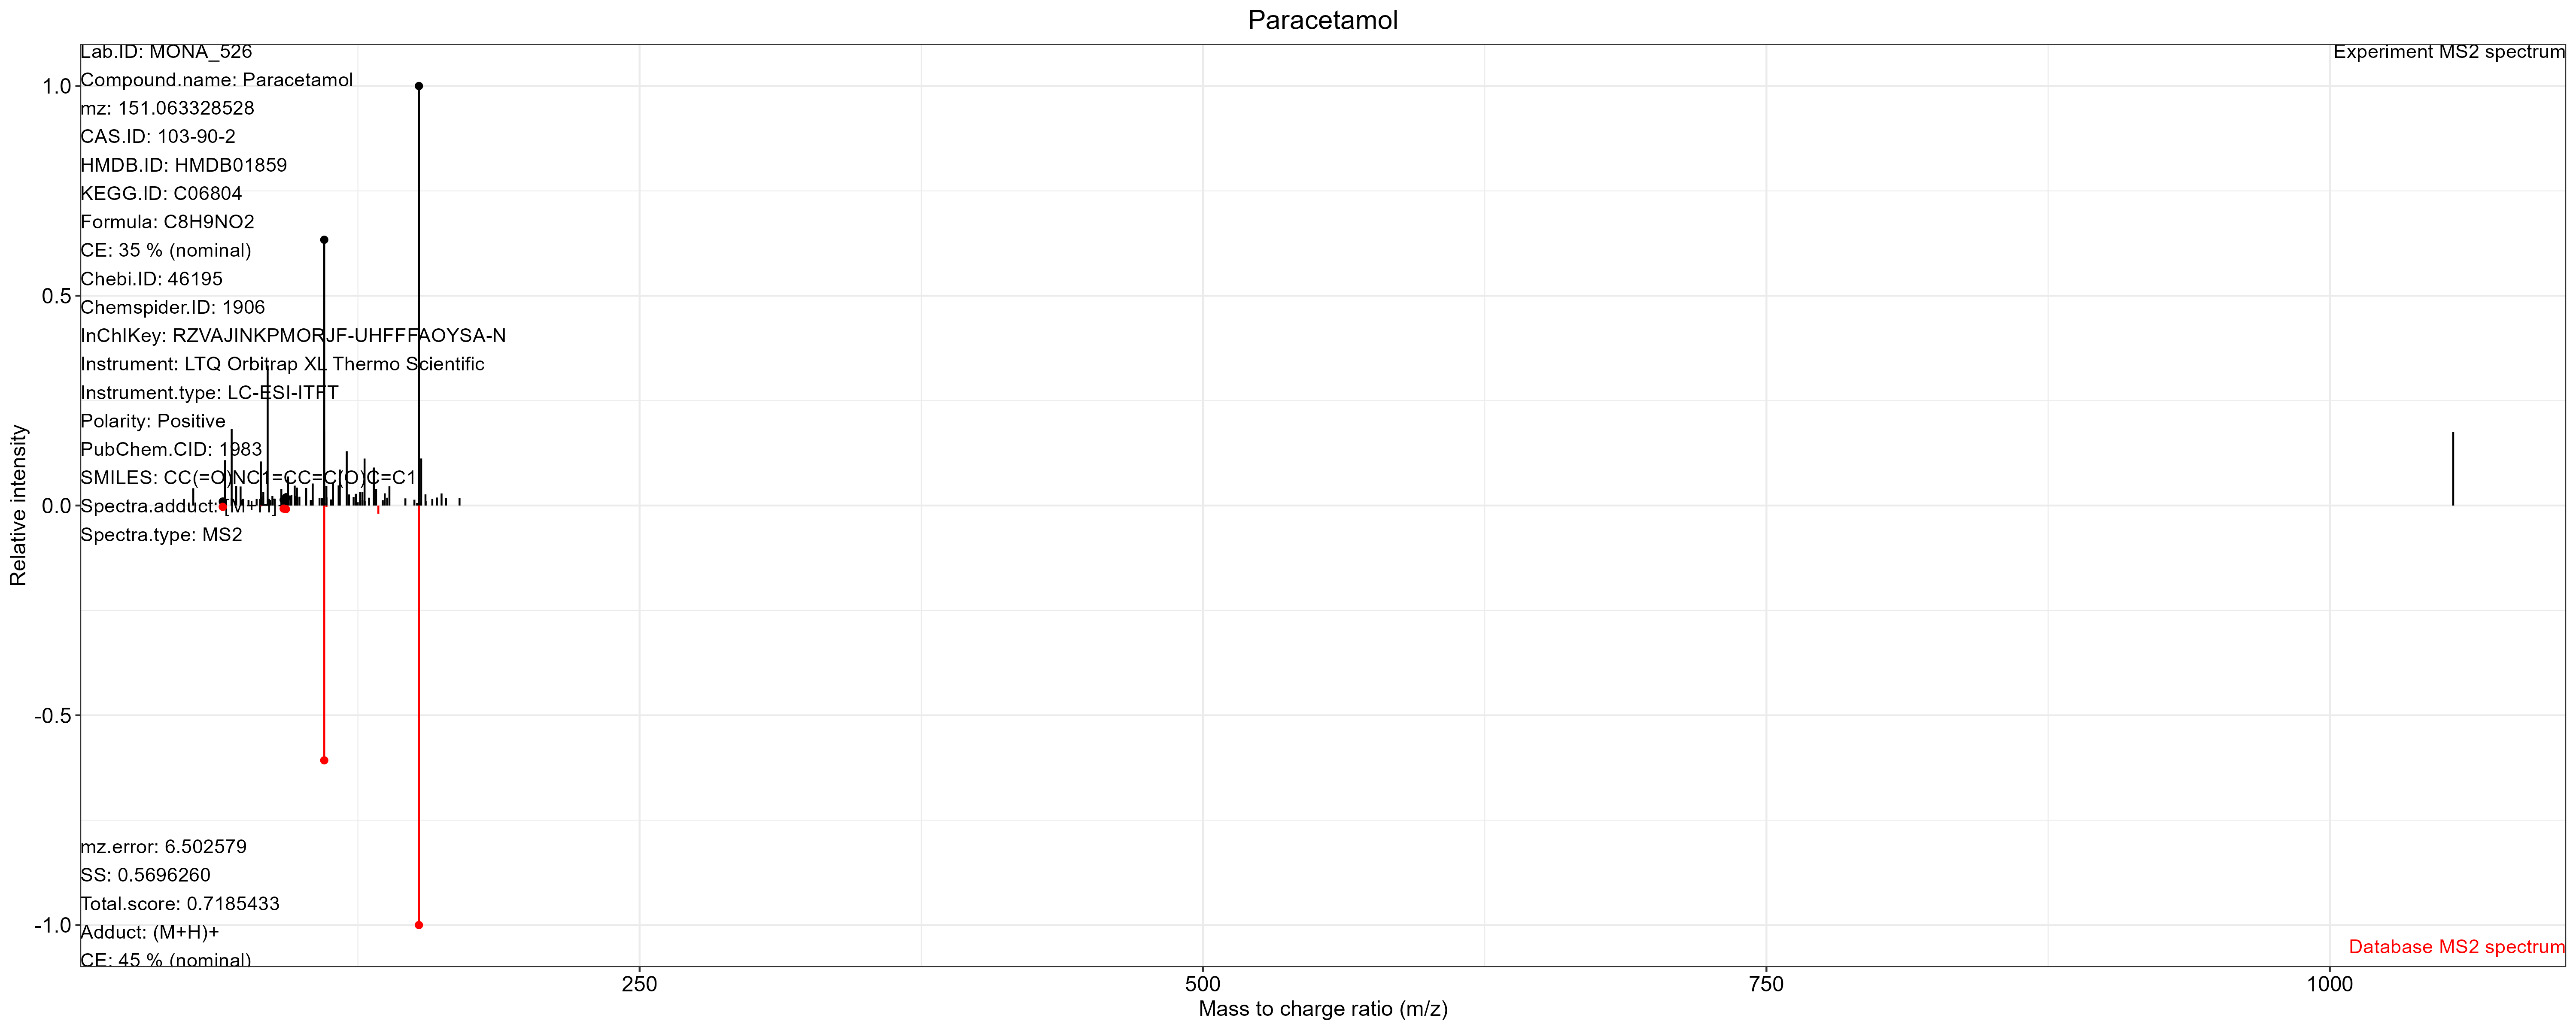 Paracetamol
Lab.ID: MONA_526
Experiment MS2 spectrum
Compound.name: Paracetamol
mz: 151.063328528
CAS.ID: 103-90-2
HMDB.ID: HMDB01859
KEGG.ID: C06804
Formula: C8H9NO2
CE: 35 % (nominal)
Chebi.ID: 46195
Chemspider.ID: 1906
InChIKey: RZVAJINKPMORJF-UHFFFAOYSA-N
Instrument: LTQ Orbitrap XL Thermo Scientific
Instrument.type: LC-ESI-ITFT
Polarity: Positive
PubChem.CID: 1983
SMILES: CC(=O)NC1=CC=C(O)C=C1
Spectra.adduct:
Spectra.type: MS2
mz.error: 6.502579
SS: 0.5696260
Total.score: 0.7185433
Adduct: (M+H)+
CE: 45 % (nominal)
Database MS2 spectrum
1.0
0.5
0.0
-0.5
-1.0
Relative intensity
250
500
750
1000
Mass to charge ratio (m/z)